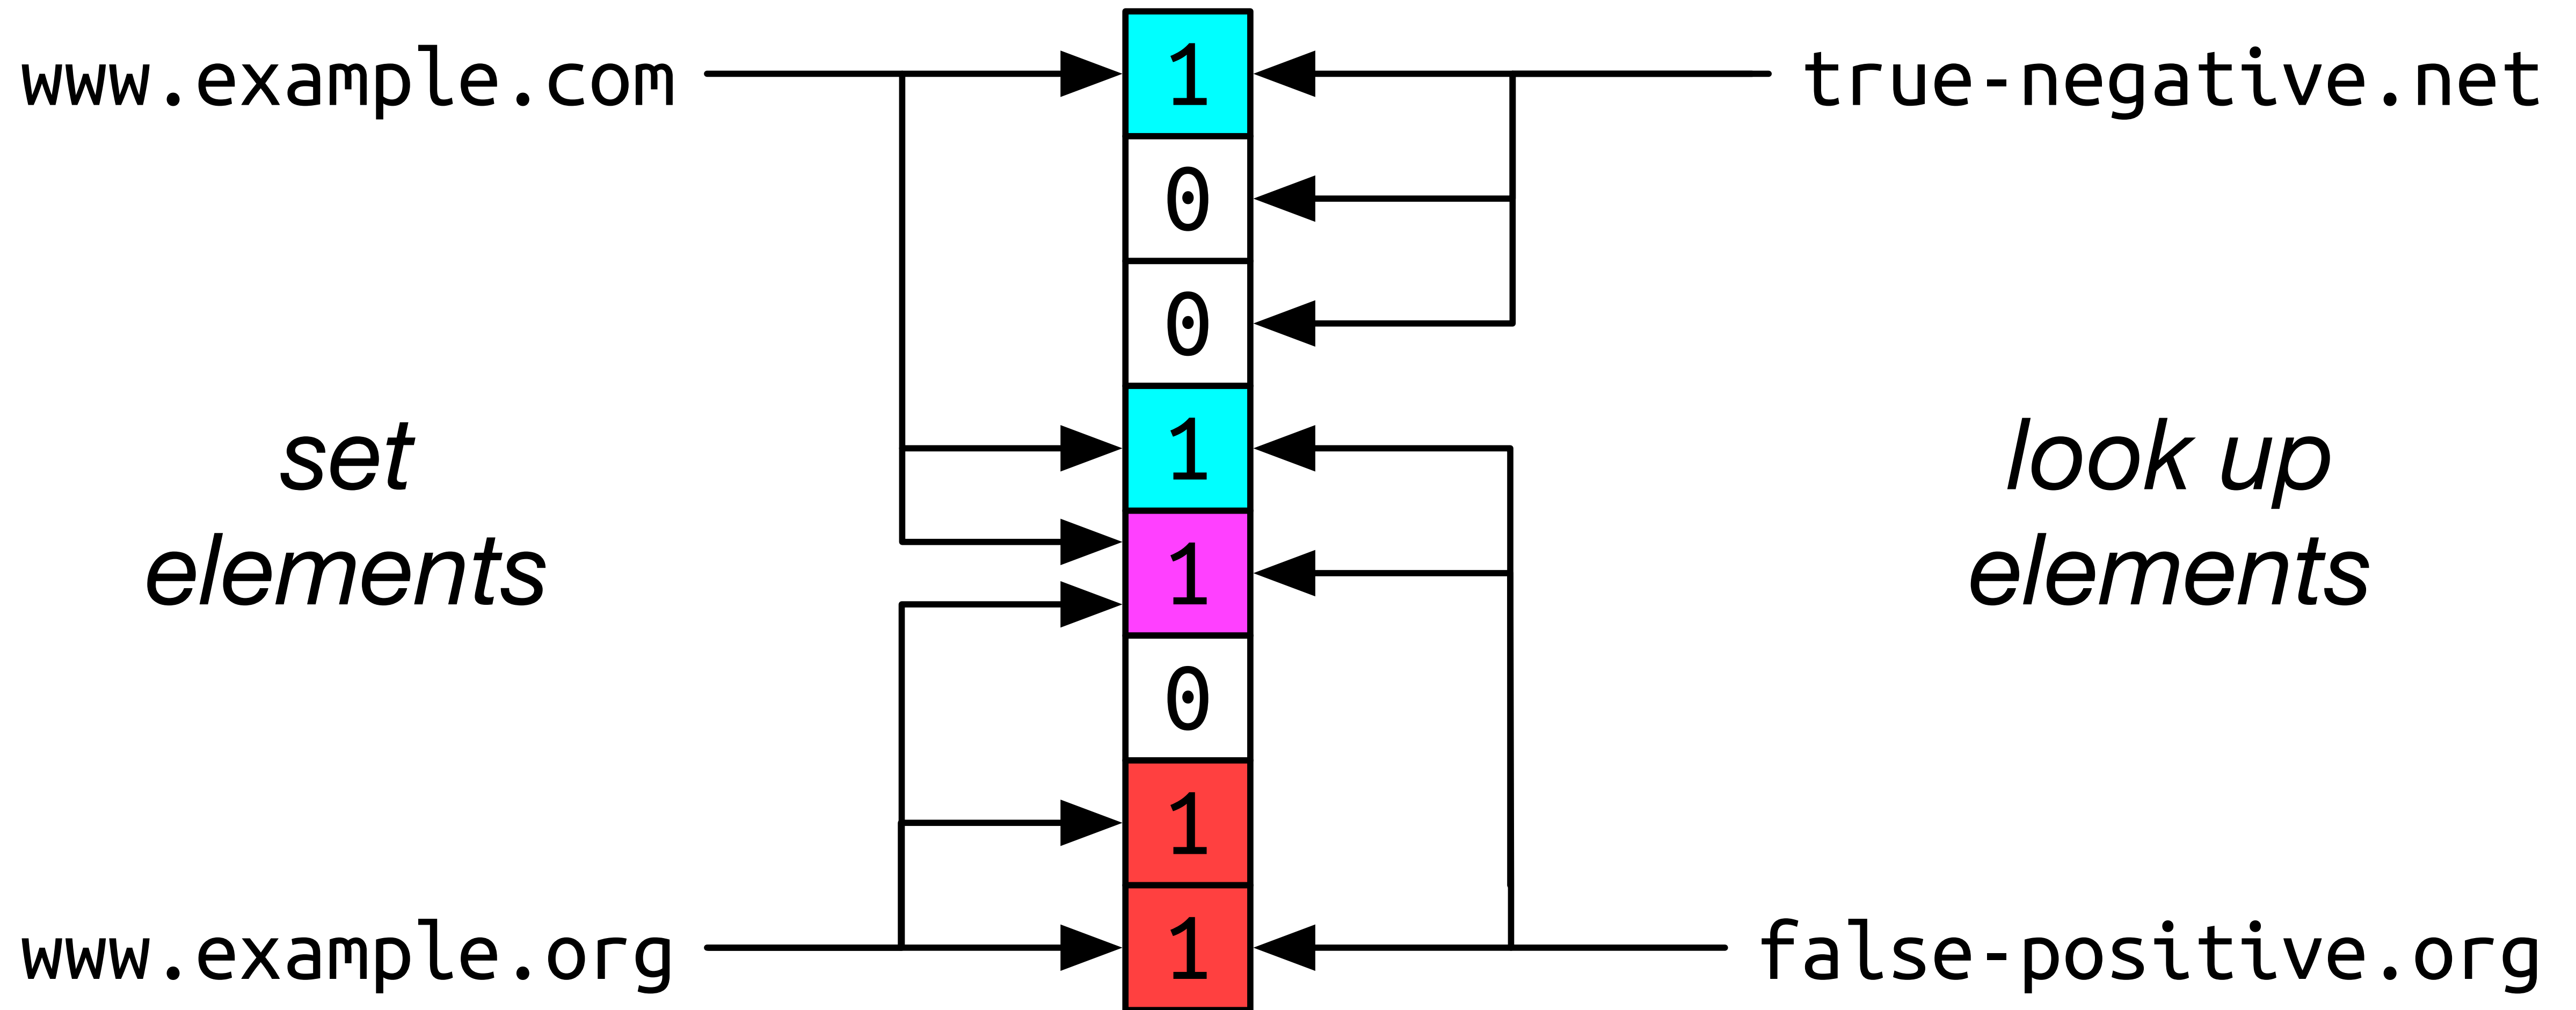 www.example.com
set
elements
www.example.org
1
0
0
1
1
0
1
1
true-negative.net
look up
elements
false-positive.org